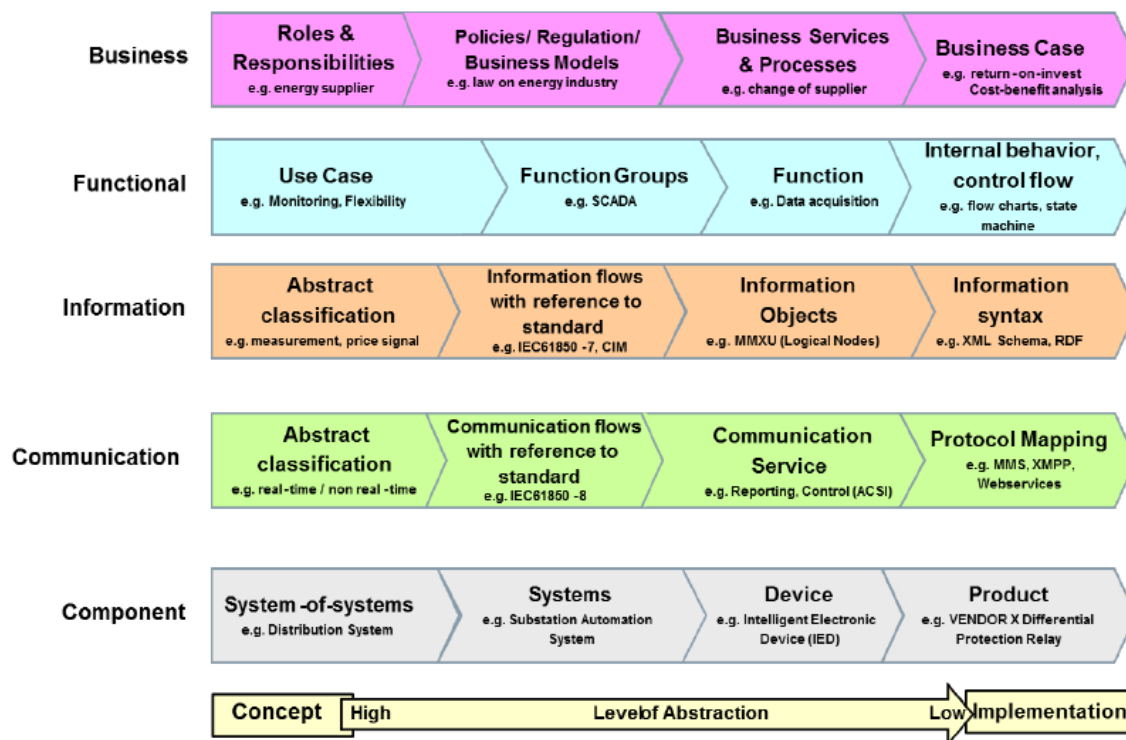 Business
Roles &
Responsibilities
e.g. energy supplier
Policies/ Regulation/
Business Models
e.g. law on energy industry
Business Services
& Processes
e.g. change of supplier
Business Case
e.g. return-on-invest
Cost-benefit analysis
Functional
Use Case
e.g. Monitoring, Flexibility
Function Groups
e.g. SCADA
Function
e.g. Data acquisition
Internal behavior,
control flow
e.g. flow charts, state
machine
Information
Abstract
classification
e.g. measurement, price signal
Information flows
with reference to
standard
e.g. IEC61850 -7, CIM
Information
Objects
e.g. MMXU (Logical Nodes)
Information
syntax
e.g. XML Schema, RDF
Communication
Abstract
classification
e.g. real-time / non real-time
Communication flows
with reference to
standard
e.g. IEC61850 -8
Communication
Service
e.g. Reporting, Control (ACSI)
Protocol Mapping
e.g. MMS, XMPP,
Webservices
Component
System -of-systems
e.g. Distribution System
Systems
e.g. Substation Automation
System
Device
e.g. Intelligent Electronic
Device (IED)
Product
e.g. VENDOR X Differential
Protection Relay
Concept
High
Level of Abstraction
Low
Implementation